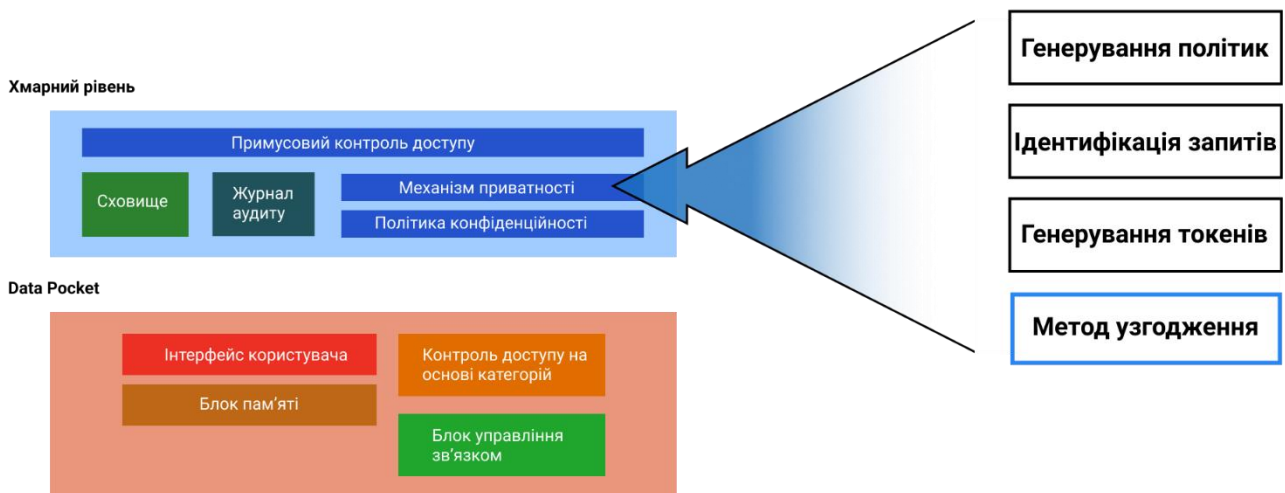 Хмарний рівень
Примусовий контроль доступу
Сховище
Журнал
аудиту
Механізм приватності
Політика конфіденційності
Data Pocket
Інтерфейс користувача
Блок пам’яті
Контроль доступу на
основі категорій
Блок управління
зв’язком
Генерування політик
Ідентифікація запитів
Генерування токенів
Метод узгодження